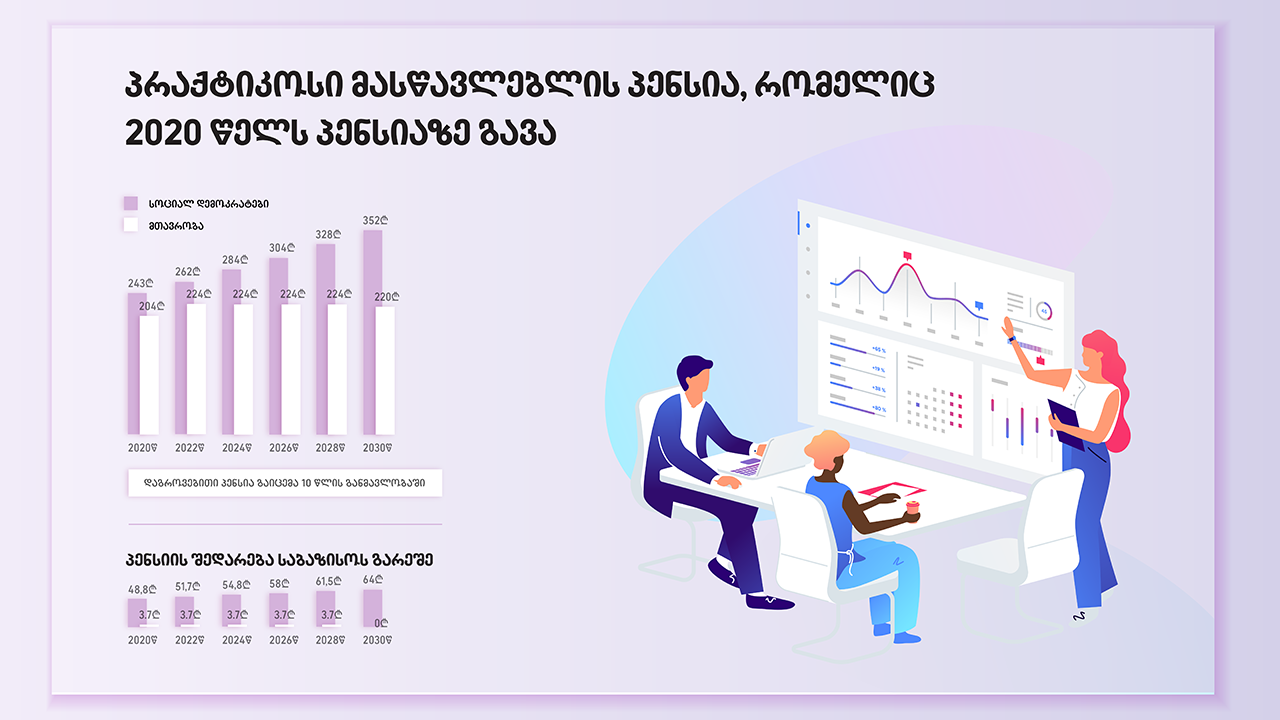 პრაქტიკოსი მასწავლებლის პენსია, რომელიც
2020 წელს პენსიაზე გავა
სოციალ დემოკრატები
მთავრობა
243₾ 262₾ 284₾ 304₾ 328₾ 352₾
204₾ 224₾ 224₾ 224₾ 224₾ 220₾
2020წ 2022წ 2024წ 2026წ 2028წ 2030წ
დაგროვებითი პენსია გაიცემა 10 წლის განმავლობაში
პენსიის შედარება საბაზისოს გარეშე
48,8₾ 51,7₾ 54,8₾ 58₾ 61,5₾ 64₾
3.7₾ 3.7₾ 3.7₾ 3.7₾ 3.7₾ 0₾
2020წ 2022წ 2024წ 2026წ 2028წ 2030წ